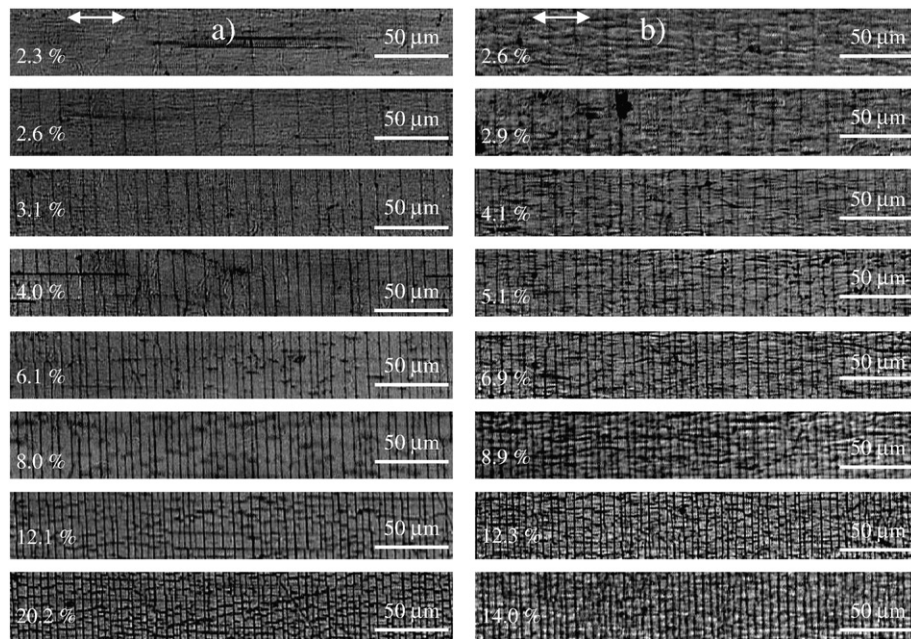 a)
50 µm
2.3 %
50 µm
2.6 %
50 µm
3.1 %
50 µm
4.0 %
50 µm
6.1 %
50 µm
8.0 %
50 µm
12.1 %
50 µm
20.2 %
b)
50 µm
2.6 %
50 µm
2.9 %
50 µm
4.1 %
50 µm
5.1 %
50 µm
6.9 %
50 µm
8.9 %
50 µm
12.3 %
50 µm
14.0 %